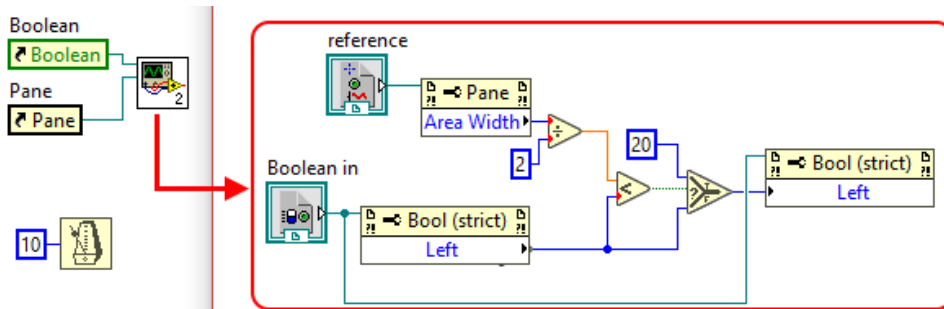 Boolean
Boolean
Pane
Pane
2
10
reference
Pane
Area Width
÷
2
20
<
Boolean in
Bool (strict)
Left
? T F
Bool (strict)
Left